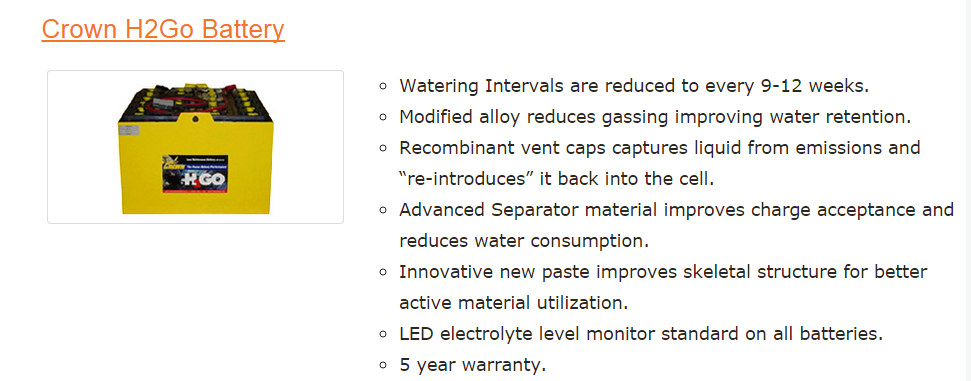 Crown H2Go Battery
Watering Intervals are reduced to every 9-12 weeks.
Modified alloy reduces gassing improving water retention.
Recombinant vent caps captures liquid from emissions and
“re-introduces” it back into the cell.
Advanced Separator material improves charge acceptance and
reduces water consumption.
Innovative new paste improves skeletal structure for better
active material utilization.
LED electrolyte level monitor standard on all batteries.
5 year warranty.
H2GO